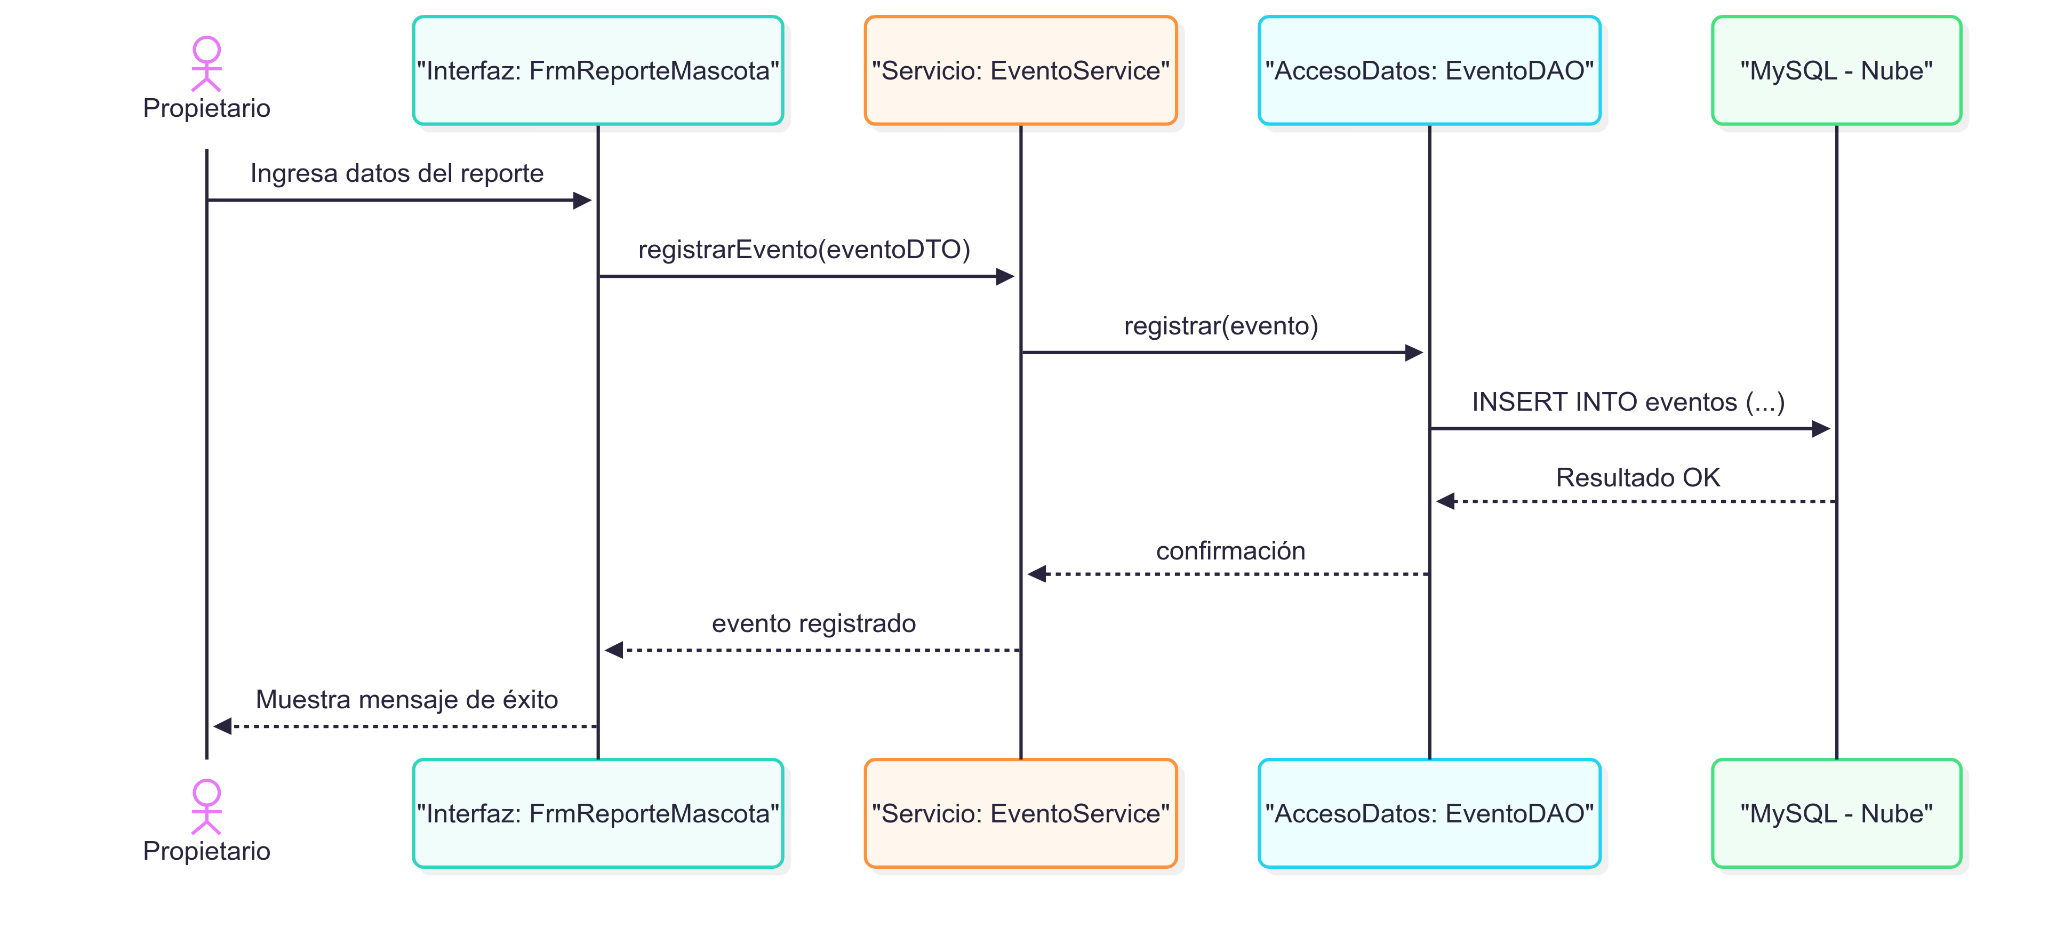 Propietario
"Interfaz: FrmReporteMascota"
"Servicio: EventoService"
"AccesoDatos: EventoDAO"
"MySQL - Nube"
Ingresa datos del reporte
registrarEvento(eventoDTO)
registrar(evento)
INSERT INTO eventos (...)
Resultado OK
confirmación
evento registrado
Muestra mensaje de éxito
Propietario
"Interfaz: FrmReporteMascota"
"Servicio: EventoService"
"AccesoDatos: EventoDAO"
"MySQL - Nube"